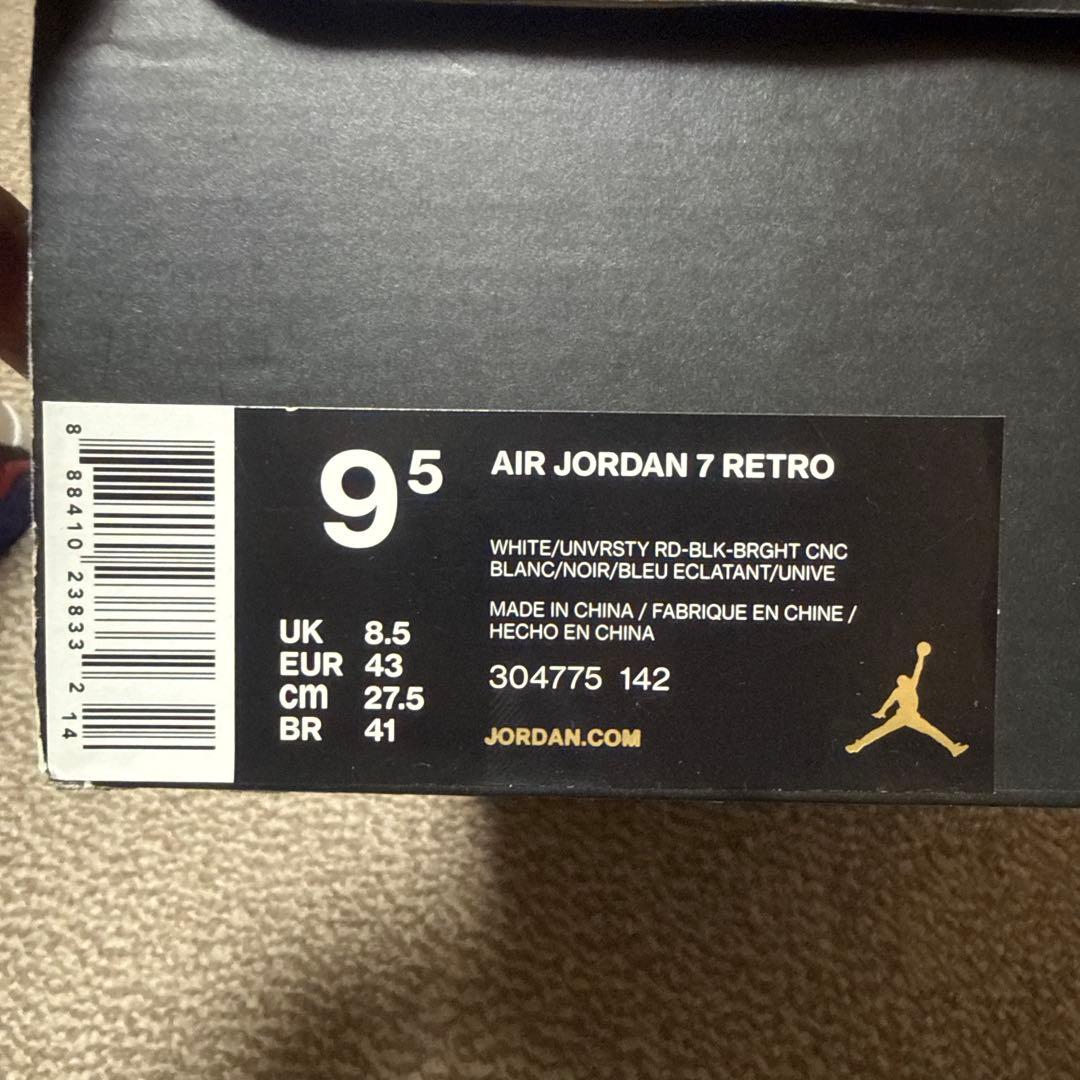 8 88410 23833 2 14
9 5
UK 8.5
EUR 43
cm 27.5
BR 41
AIR JORDAN 7 RETRO
WHITE/UNVRSTY RD-BLK-BRGHT CNC
BLANC/NOIR/BLEU ECLATANT/UNIVE
MADE IN CHINA / FABRIQUE EN CHINE /
HECHO EN CHINA
304775 142
JORDAN.COM